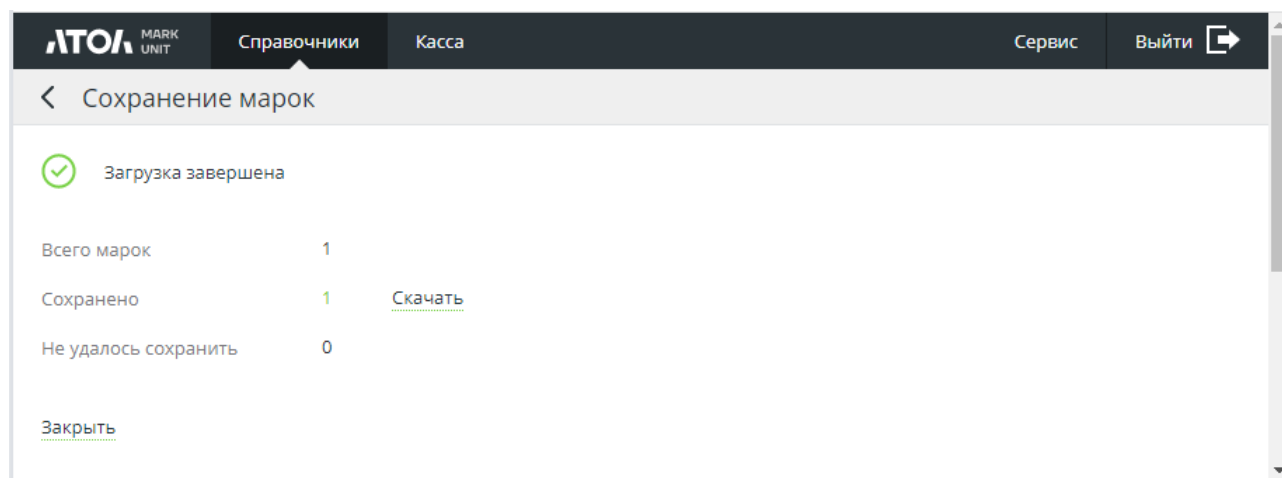 АТОЛ MARK UNIT Справочники Касса Сервис Выйти
Сохранение марок
Загрузка завершена
Всего марок 1
Сохранено 1 Скачать
Не удалось сохранить 0
Закрыть